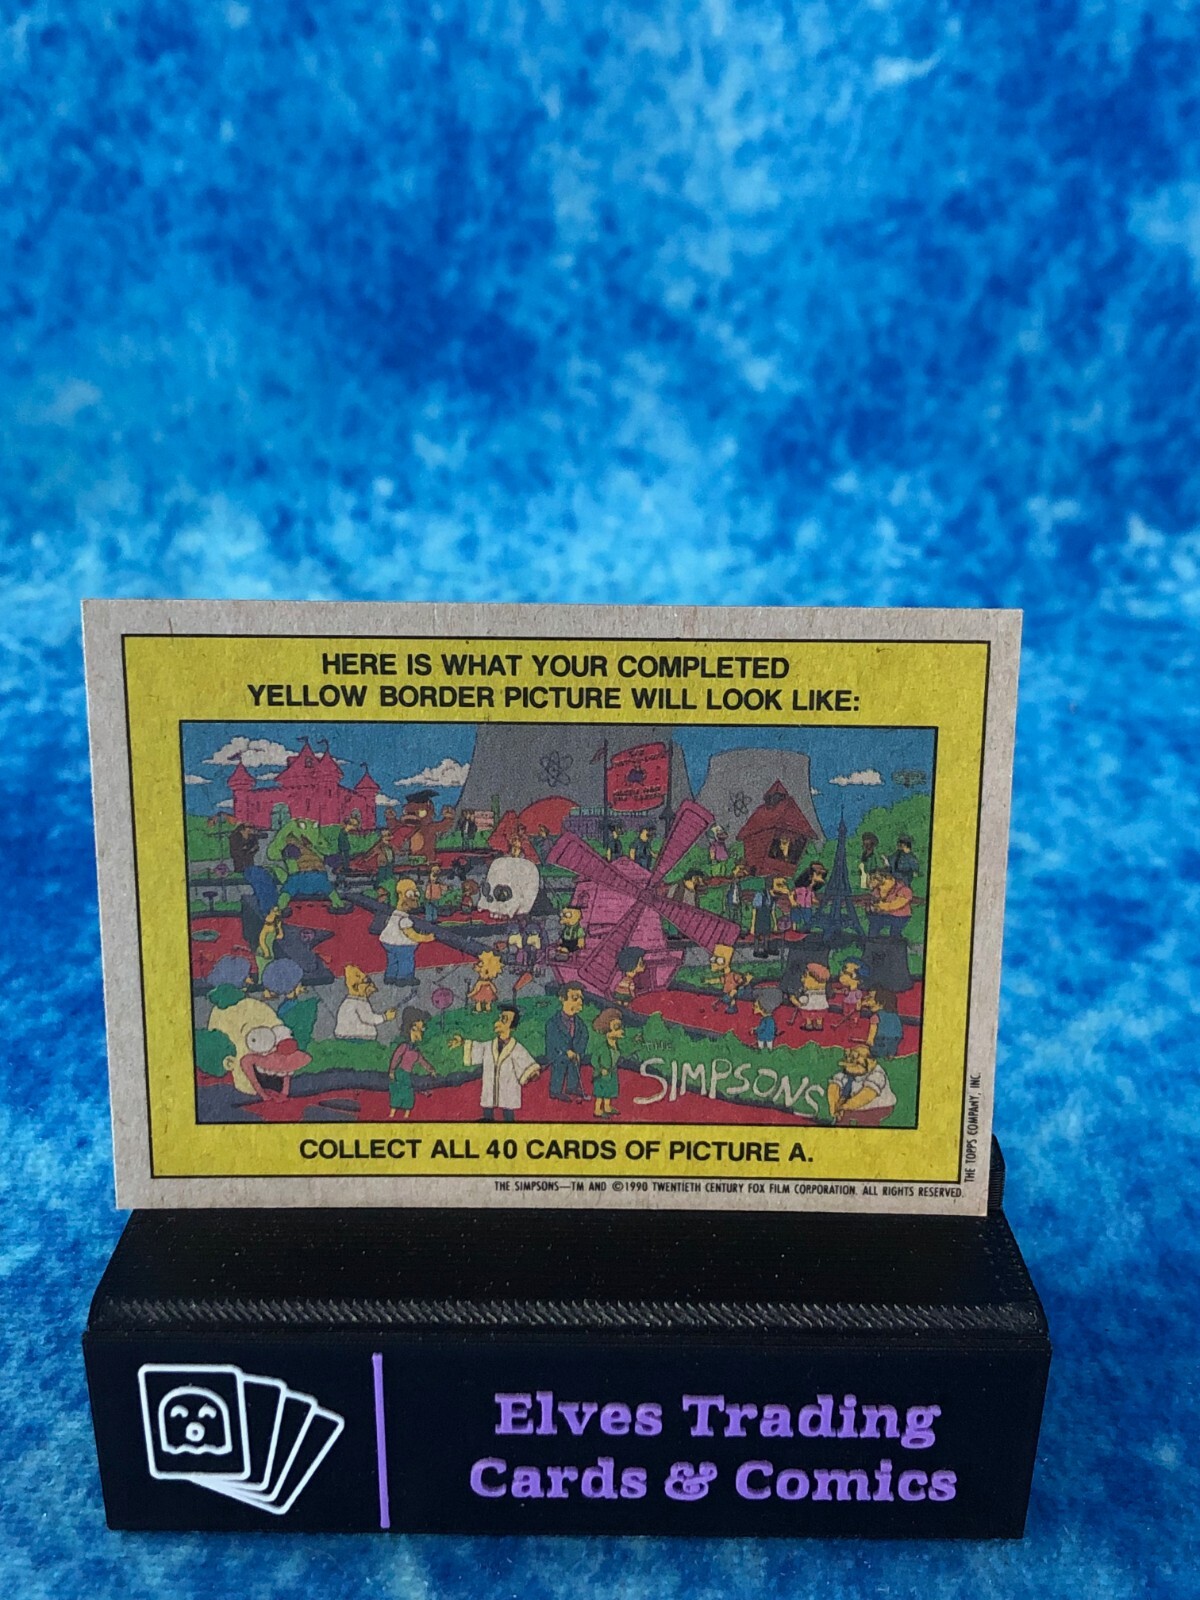 HERE IS WHAT YOUR COMPLETED
YELLOW BORDER PICTURE WILL LOOK LIKE:
THE
SIMPSONS
COLLECT ALL 40 CARDS OF PICTURE A.
THE SIMPSONS—TM AND ©1990 TWENTIETH CENTURY FOX FILM CORPORATION. ALL RIGHTS RESERVED.
THE TOPPS COMPANY, INC.
Elves Trading
Cards & Comics